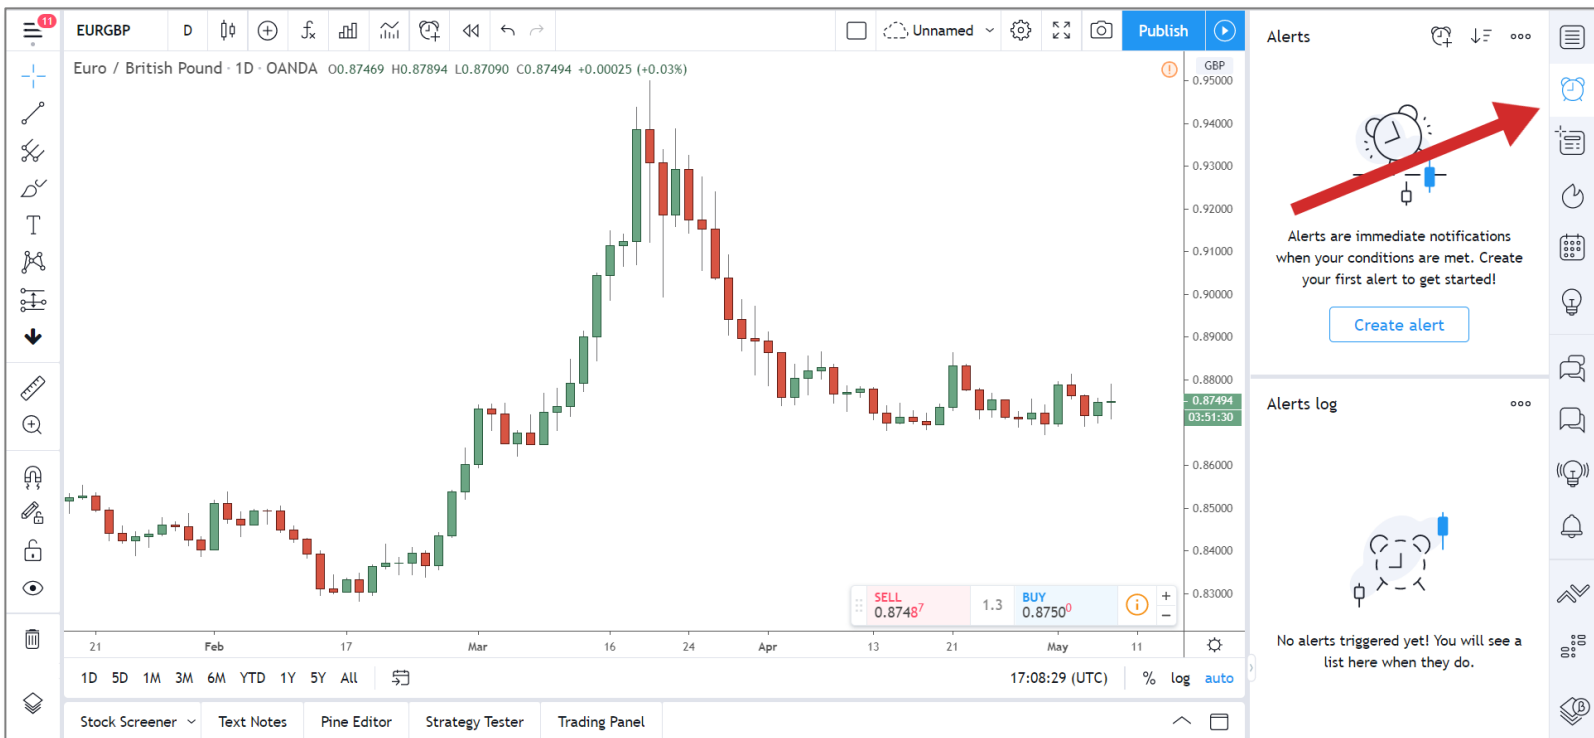 11
EURGBP D Unnamed Publish
Euro / British Pound · 1D · OANDA O0.87469 H0.87894 L0.87090 C0.87494 +0.00025 (+0.03%)
GBP
0.95000
0.94000
0.93000
0.92000
0.91000
0.90000
0.89000
0.88000
0.87494
03:51:30
0.86000
0.85000
0.84000
0.83000
SELL
0.87487
1.3
BUY
0.87500
21 Feb 17 Mar 16 24 Apr 13 21 May 11
1D 5D 1M 3M 6M YTD 1Y 5Y All 17:08:29 (UTC) % log auto
Stock Screener Text Notes Pine Editor Strategy Tester Trading Panel
Alerts
Alerts are immediate notifications
when your conditions are met. Create
your first alert to get started!
Create alert
Alerts log
No alerts triggered yet! You will see a
list here when they do.